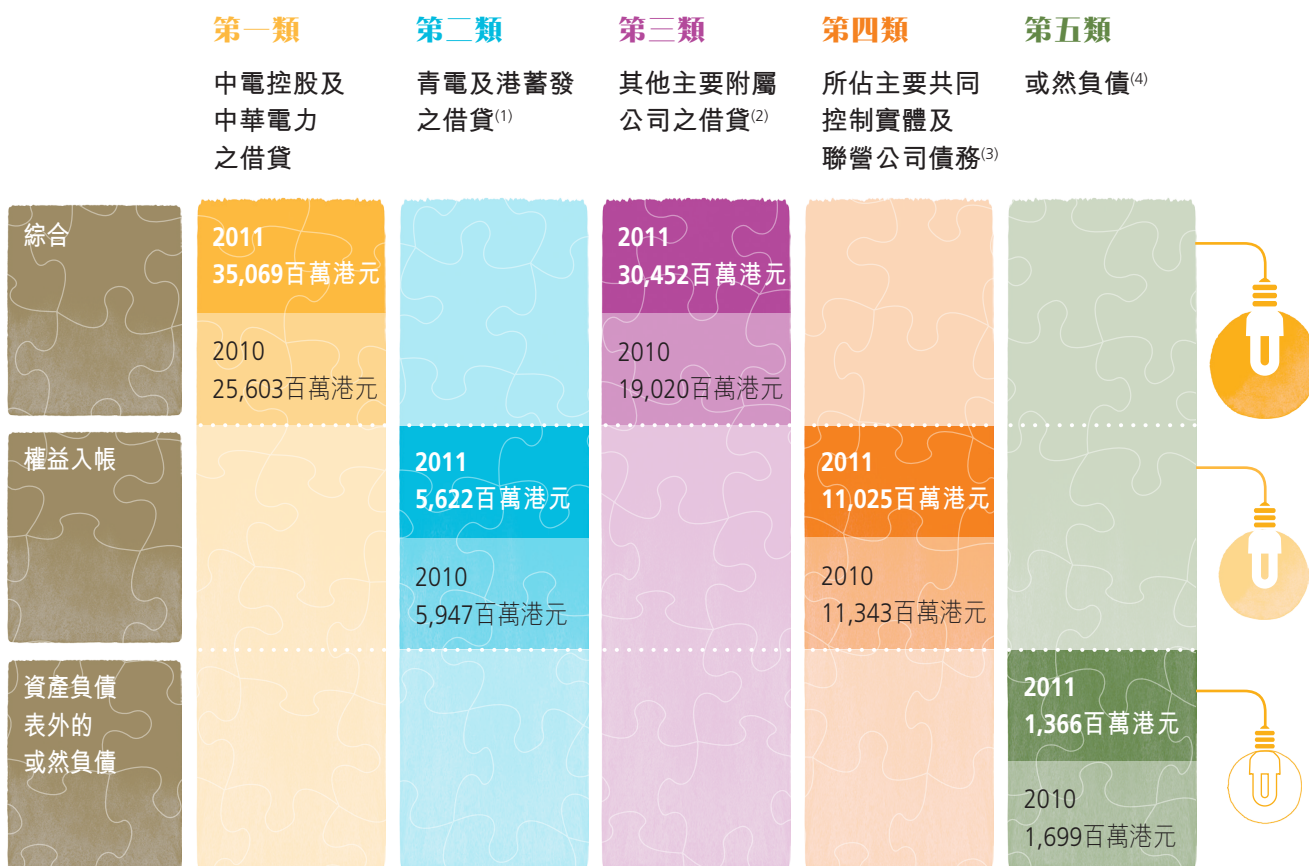 第一類
中電控股及
中華電力
之借貸
第二類
青電及港蓄發
之借貸(1)
第三類
其他主要附屬
公司之借貸(2)
第四類
所佔主要共同
控制實體及
聯營公司債務(3)
第五類
或然負債(4)
綜合
2011
35,069百萬港元
2010
25,603百萬港元
2011
30,452百萬港元
2010
19,020百萬港元
權益入帳
2011
5,622百萬港元
2010
5,947百萬港元
2011
11,025百萬港元
2010
11,343百萬港元
資產負債
表外的
或然負債
2011
1,366百萬港元
2010
1,699百萬港元